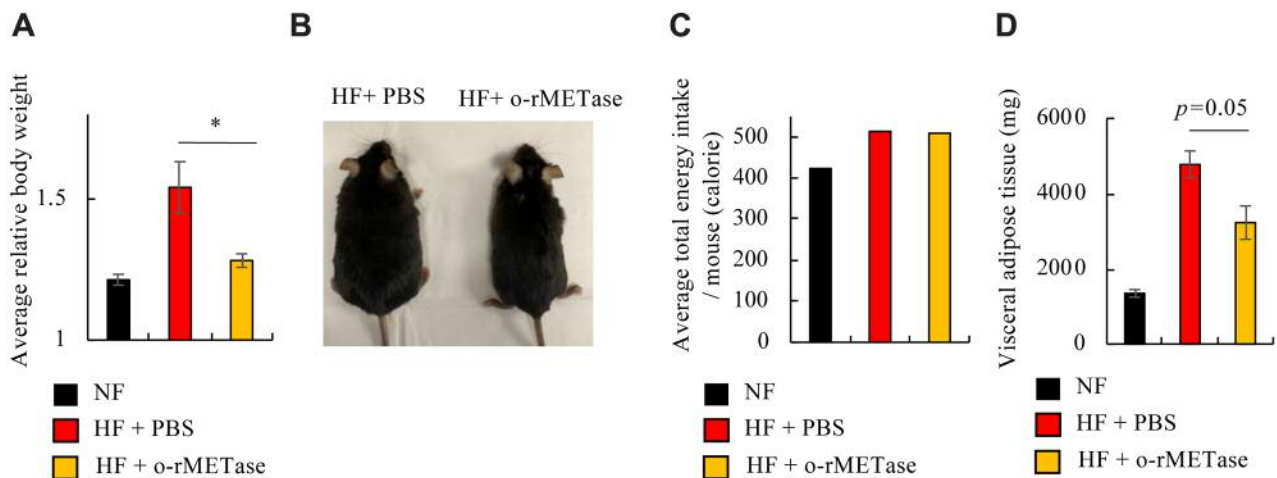 A
Average relative body weight
1.5
1
*
NF
HF + PBS
HF + o-rMETase
B
HF+ PBS
HF+ o-rMETase
C
Average total energy intake
/ mouse (calorie)
500
400
300
200
100
0
NF
HF + PBS
HF + o-rMETase
D
Visceral adipose tissue (mg)
6000
4000
2000
0
p=0.05
NF
HF + PBS
HF + o-rMETase